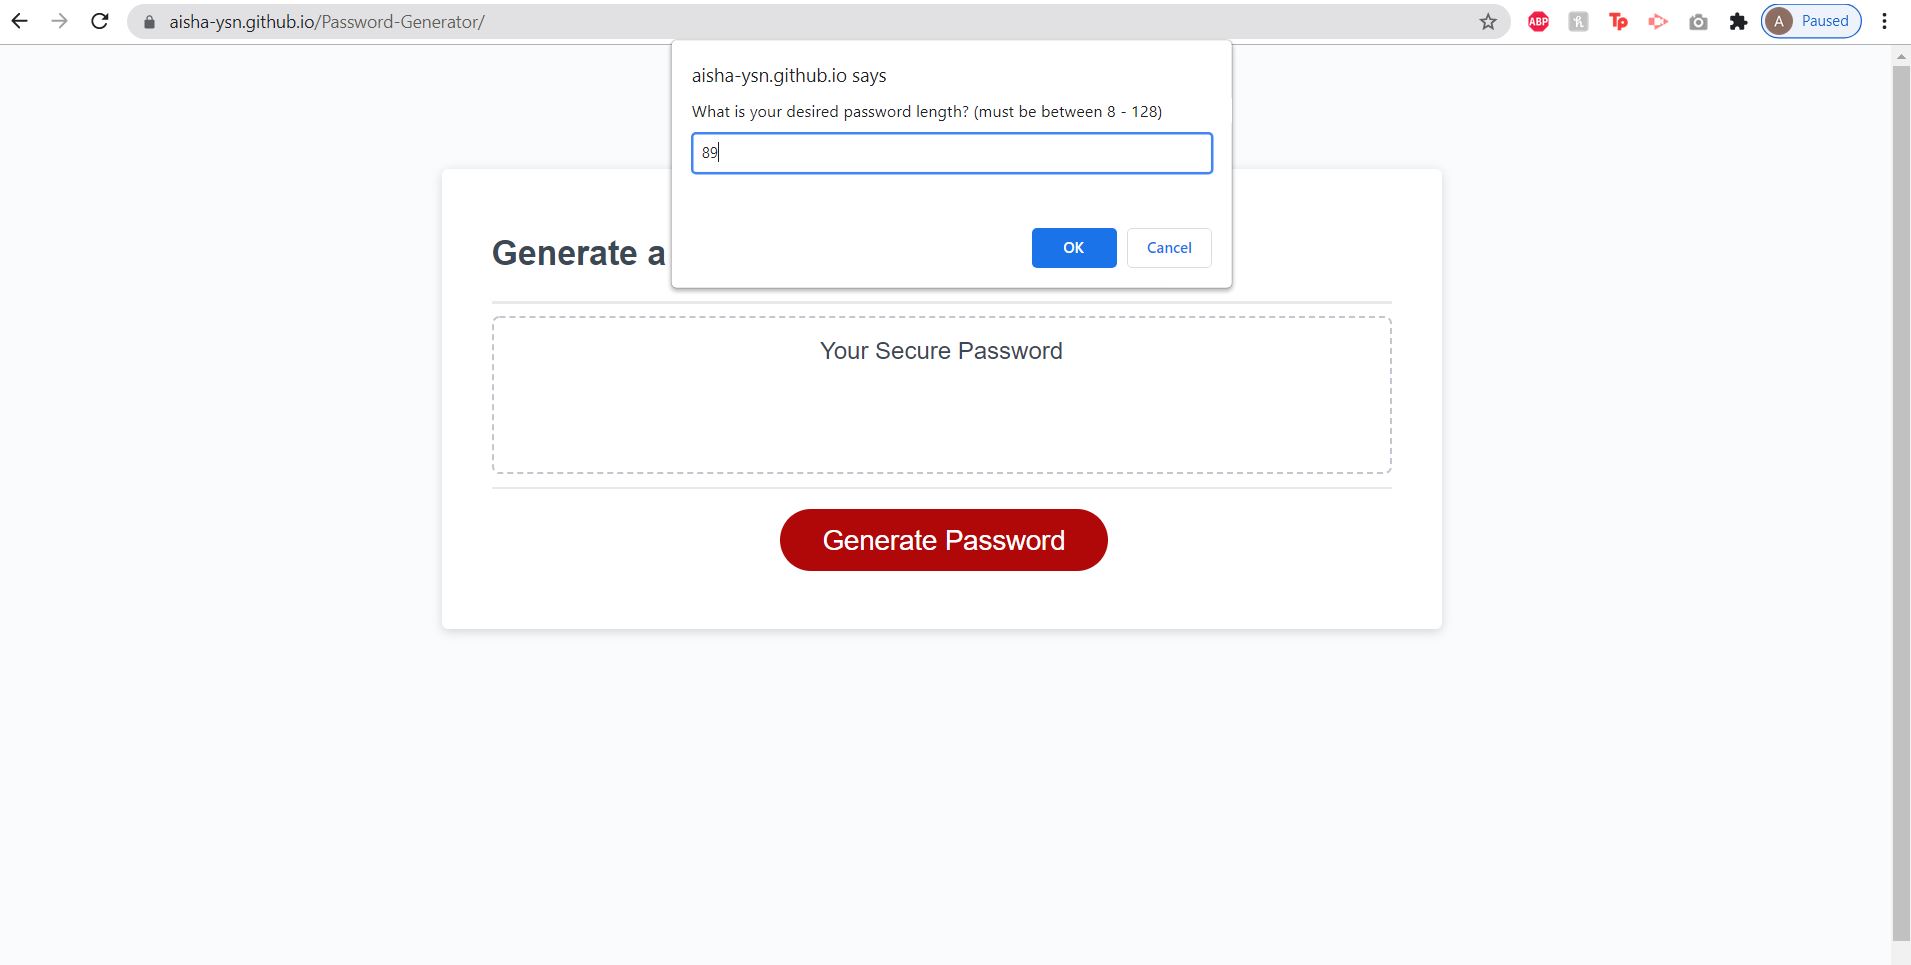 aisha-ysn.github.io/Password-Generator/
ABP
h
Tp
A Paused
aisha-ysn.github.io says
What is your desired password length? (must be between 8 - 128)
89
OK Cancel
Generate a
Your Secure Password
Generate Password